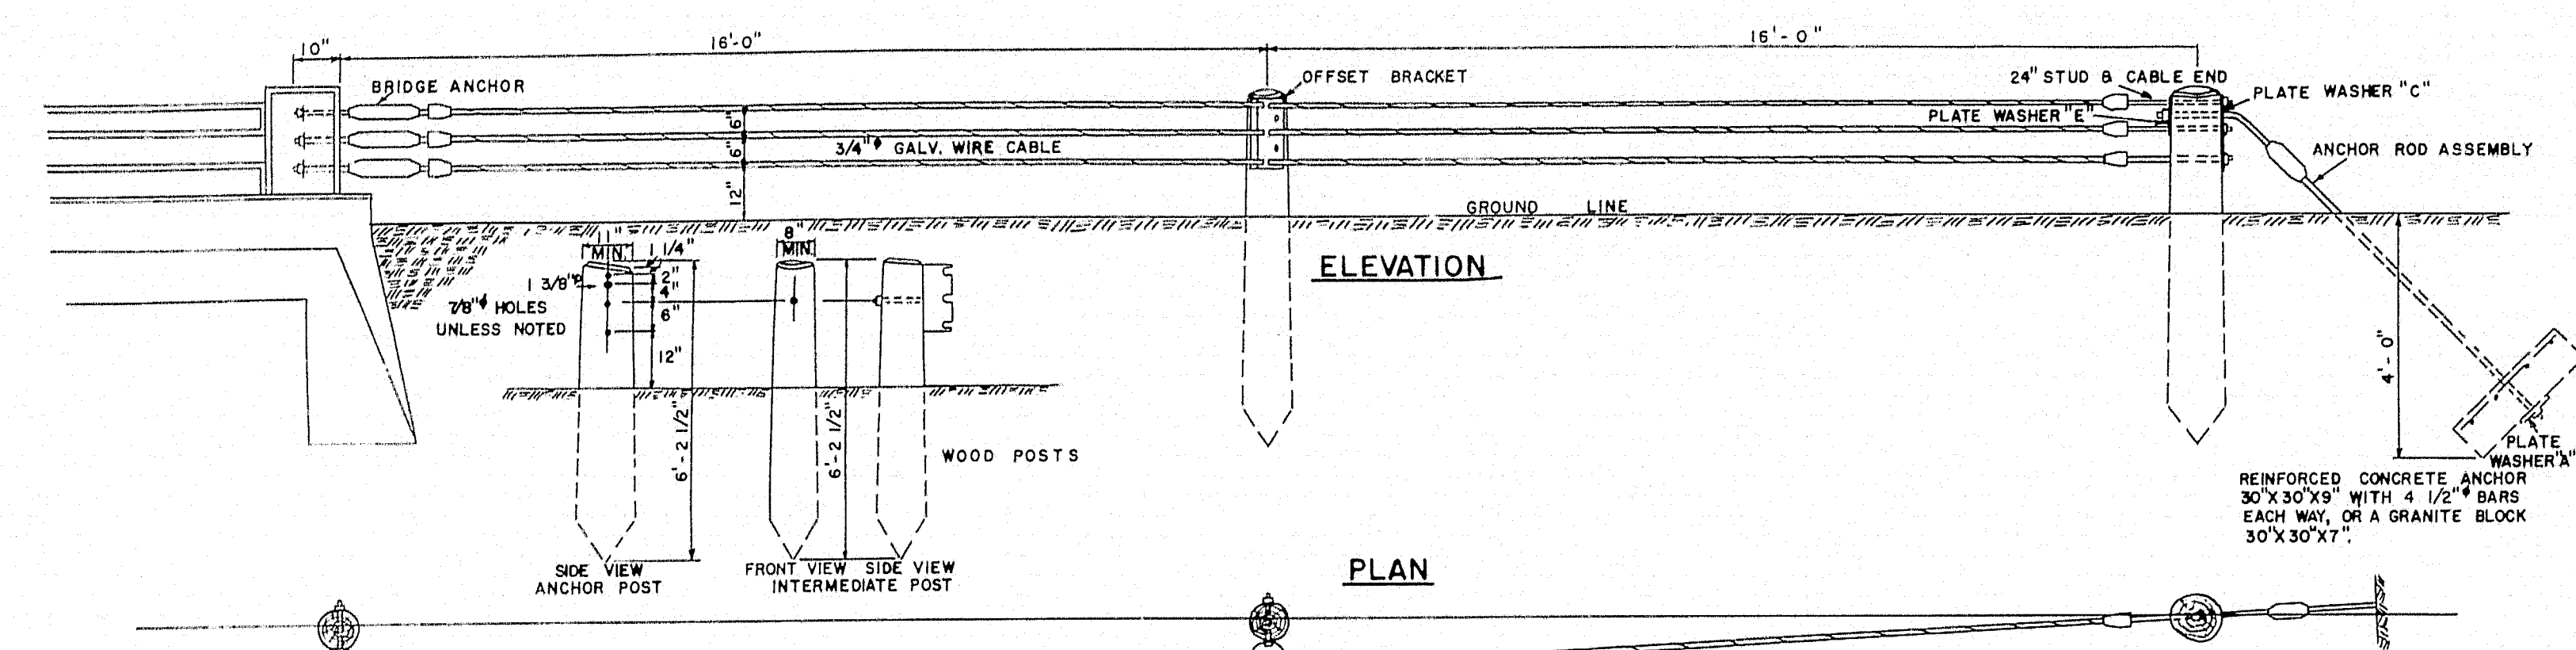 10"
16'-0"
16'-0"
BRIDGE ANCHOR
OFFSET BRACKET
24" STUD & CABLE END
PLATE WASHER "C"
PLATE WASHER "E"
6"
6"
3/4"ϕ GALV. WIRE CABLE
ANCHOR ROD ASSEMBLY
12"
GROUND LINE
11"
MIN.
1 1/4"
8"
MIN.
ELEVATION
1 3/8"ϕ
2"
4"
7/8"ϕ HOLES
UNLESS NOTED
6"
12"
6'-2 1/2"
6'-2 1/2"
WOOD POSTS
4'-0"
PLATE
WASHER "A"
REINFORCED CONCRETE ANCHOR
30"X30"X9" WITH 4 1/2"ϕ BARS
EACH WAY, OR A GRANITE BLOCK
30"X30"X7".
SIDE VIEW
ANCHOR POST
FRONT VIEW SIDE VIEW
INTERMEDIATE POST
PLAN